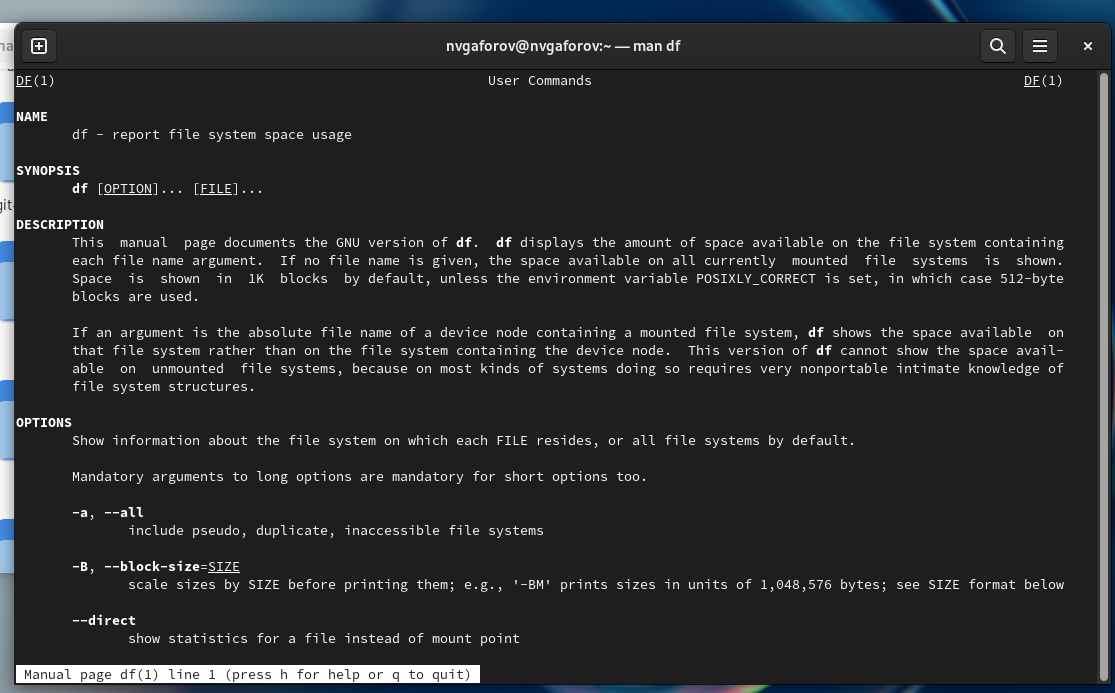 nvgaforov@nvgaforov:~ — man df
DF(1) User Commands DF(1)
NAME
df - report file system space usage
SYNOPSIS
df [OPTION]... [FILE]...
DESCRIPTION
This manual page documents the GNU version of df. df displays the amount of space available on the file system containing
each file name argument. If no file name is given, the space available on all currently mounted file systems is shown.
Space is shown in 1K blocks by default, unless the environment variable POSIXLY_CORRECT is set, in which case 512-byte
blocks are used.
If an argument is the absolute file name of a device node containing a mounted file system, df shows the space available on
that file system rather than on the file system containing the device node. This version of df cannot show the space avail-
able on unmounted file systems, because on most kinds of systems doing so requires very nonportable intimate knowledge of
file system structures.
OPTIONS
Show information about the file system on which each FILE resides, or all file systems by default.
Mandatory arguments to long options are mandatory for short options too.
-a, --all
include pseudo, duplicate, inaccessible file systems
-B, --block-size=SIZE
scale sizes by SIZE before printing them; e.g., '-BM' prints sizes in units of 1,048,576 bytes; see SIZE format below
--direct
show statistics for a file instead of mount point
Manual page df(1) line 1 (press h for help or q to quit)